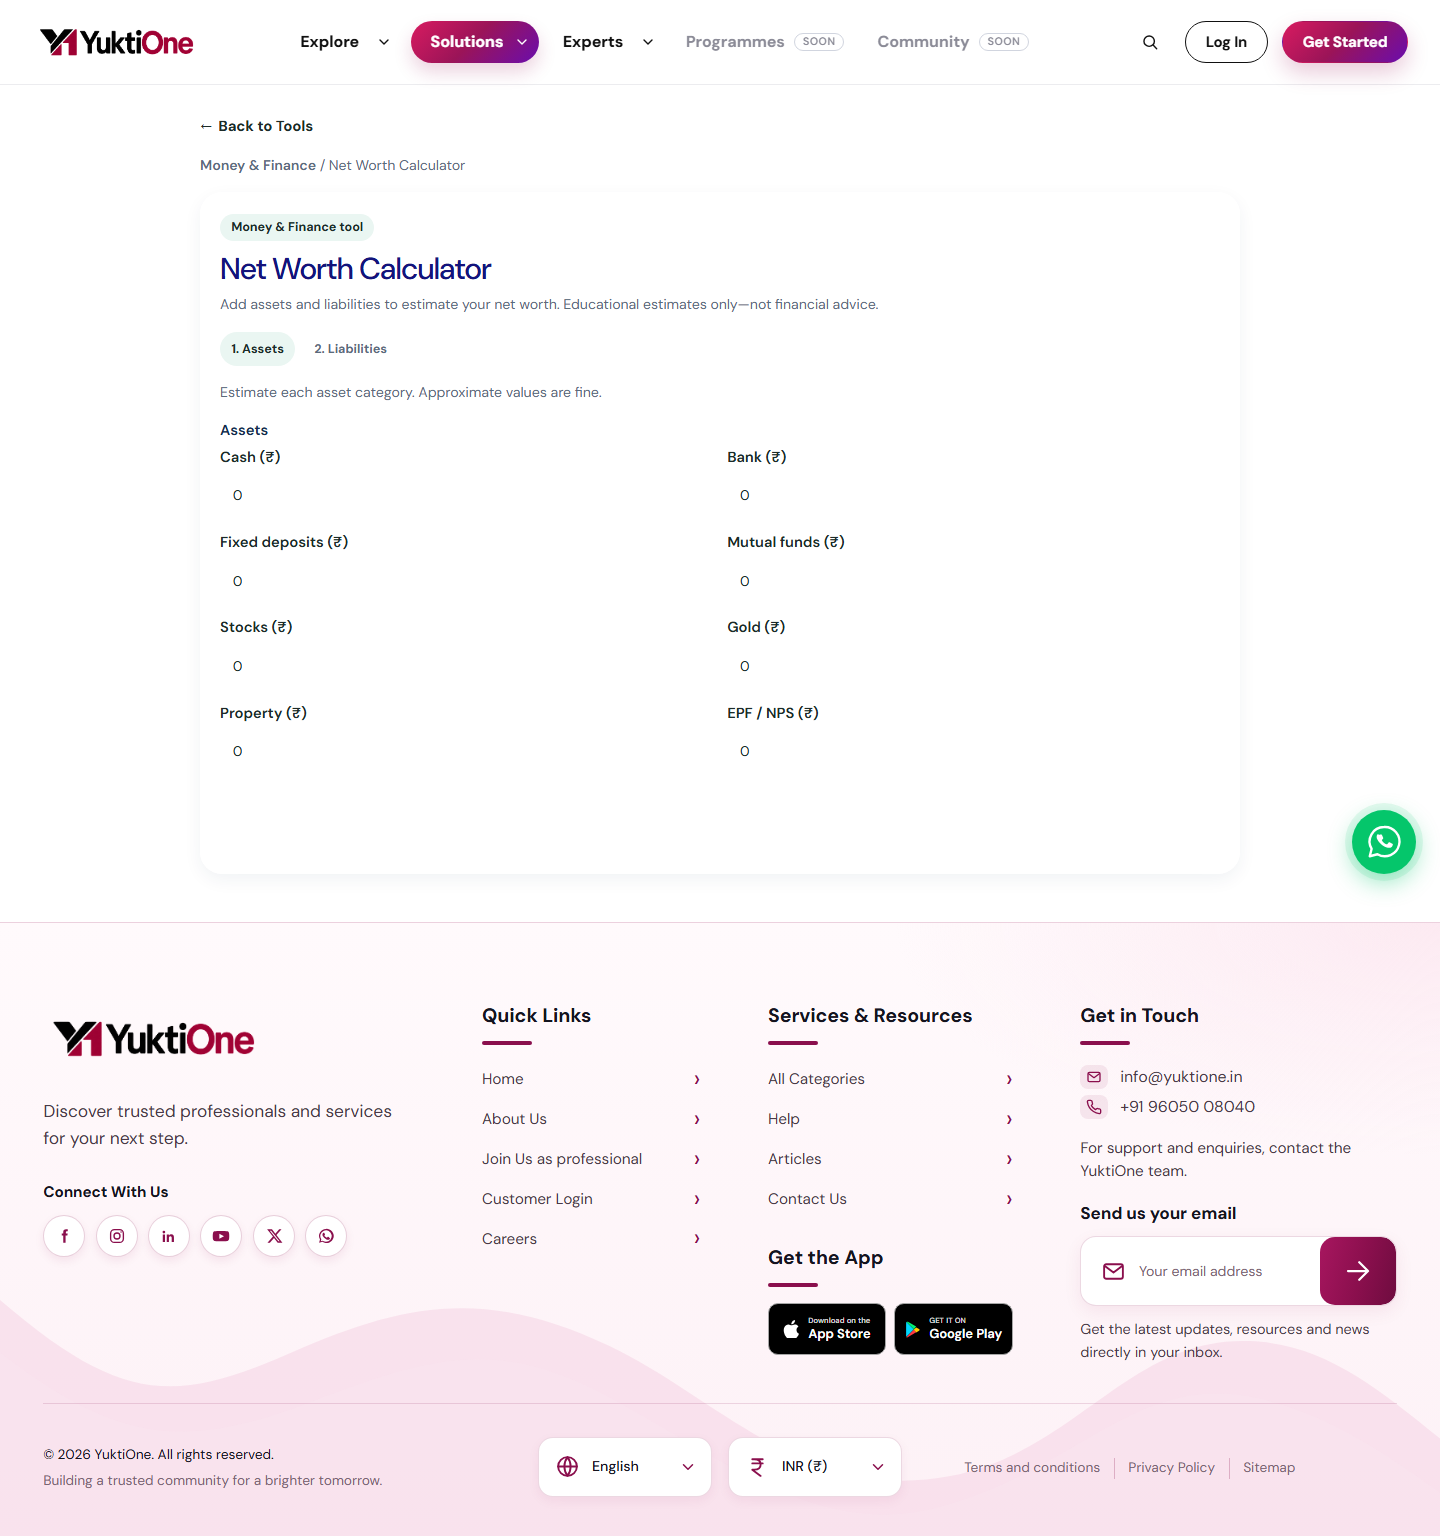 YuktiOne
Explore
Solutions
Experts
Programmes SOON
Community SOON
Log In
Get Started
← Back to Tools
Money & Finance / Net Worth Calculator
Money & Finance tool
Net Worth Calculator
Add assets and liabilities to estimate your net worth. Educational estimates only—not financial advice.
1. Assets
2. Liabilities
Estimate each asset category. Approximate values are fine.
Assets
Cash (₹)
0
Bank (₹)
0
Fixed deposits (₹)
0
Mutual funds (₹)
0
Stocks (₹)
0
Gold (₹)
0
Property (₹)
0
EPF / NPS (₹)
0
YuktiOne
Discover trusted professionals and services
for your next step.
Connect With Us
Quick Links
Home
About Us
Join Us as professional
Customer Login
Careers
Services & Resources
All Categories
Help
Articles
Contact Us
Get the App
Download on the
App Store
GET IT ON
Google Play
Get in Touch
info@yuktione.in
+91 96050 08040
For support and enquiries, contact the
YuktiOne team.
Send us your email
Your email address
Get the latest updates, resources and news
directly in your inbox.
© 2026 YuktiOne. All rights reserved.
Building a trusted community for a brighter tomorrow.
English
₹ INR (₹)
Terms and conditions
Privacy Policy
Sitemap